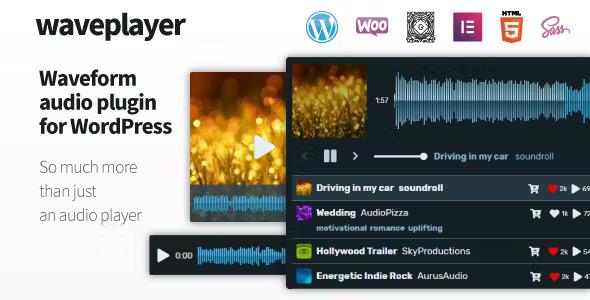 waveplayer
WOO
HTML
5
Sass
Waveform
audio plugin
for WordPress
So much more
than just
an audio player
0:00
1:57
Driving in my car soundroll
Driving in my car soundroll 2k 69
Wedding AudioPizza 1k 72
motivational romance uplifting
Hollywood Trailer SkyProductions 2k 54
Energetic Indie Rock AurusAudio 2k